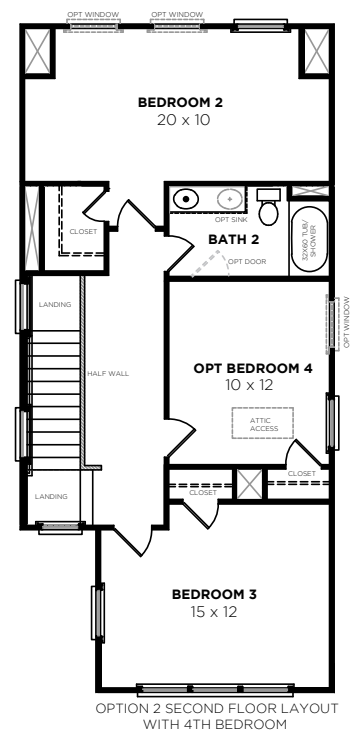 OPT WINDOW
OPT WINDOW
BEDROOM 2
20 x 10
OPT SINK
CLOSET
BATH 2
32X60 TUB/
SHOWER
OPT DOOR
LANDING
OPT WINDOW
HALF WALL
OPT BEDROOM 4
10 x 12
ATTIC
ACCESS
CLOSET
CLOSET
LANDING
BEDROOM 3
15 x 12
OPTION 2 SECOND FLOOR LAYOUT
WITH 4TH BEDROOM